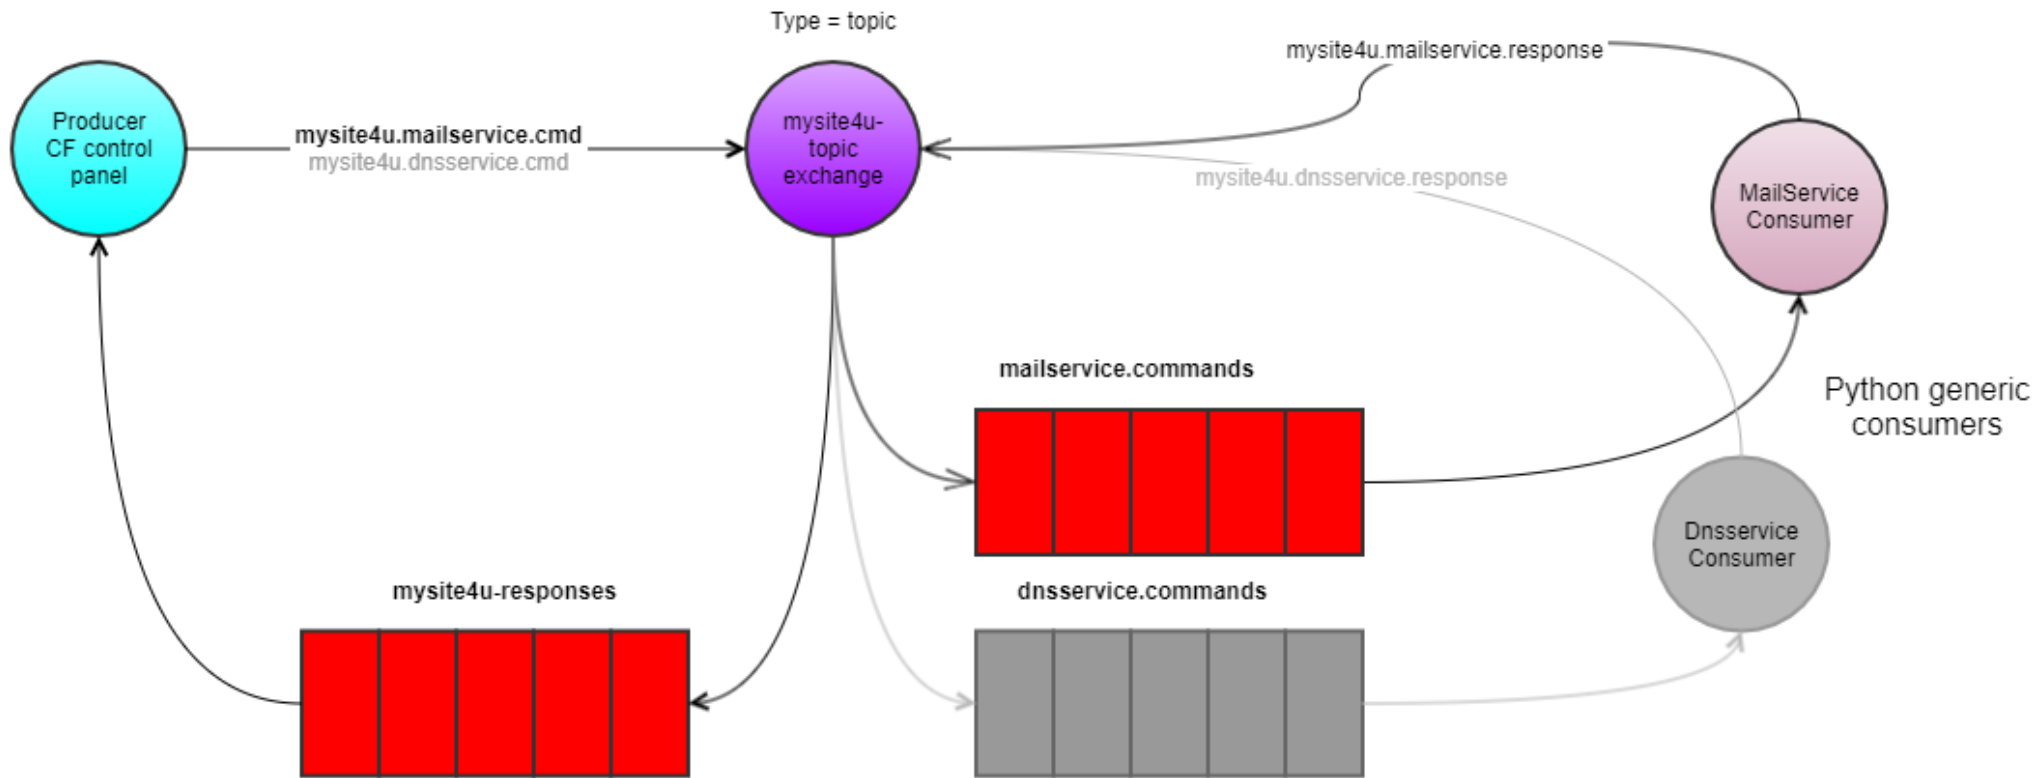 Type = topic
Producer
CF control
panel
mysite4u.mailservice.cmd
mysite4u.dnsservice.cmd
mysite4u-
topic
exchange
mysite4u.mailservice.response
mysite4u.dnsservice.response
MailService
Consumer
mailservice.commands
Python generic
consumers
Dnsservice
Consumer
mysite4u-responses
dnsservice.commands